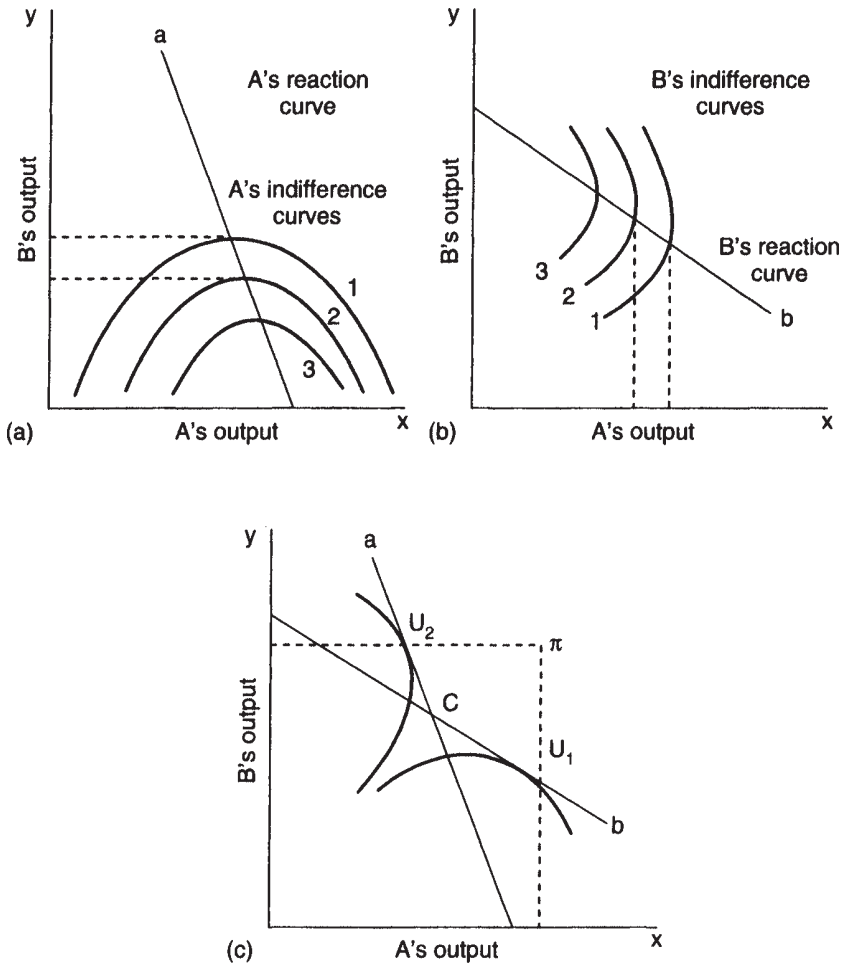 y
a
A's reaction
curve
A's indifference
curves
B's output
1
2
3
x
(a)
A's output
y
B's indifference
curves
B's output
B's reaction
curve
3
2
1
b
x
(b)
A's output
y
a
U₂
π
C
U₁
B's output
b
x
(c)
A's output